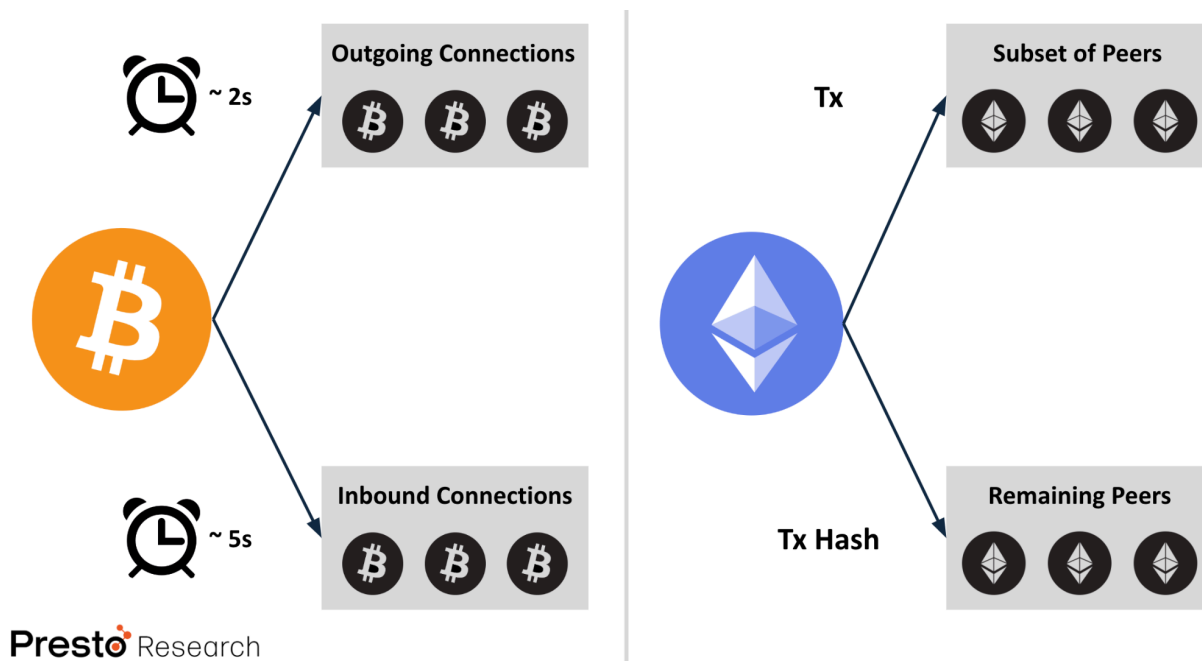 Outgoing Connections
~ 2s
Inbound Connections
~ 5s
Subset of Peers
Tx
Remaining Peers
Tx Hash
Presto Research